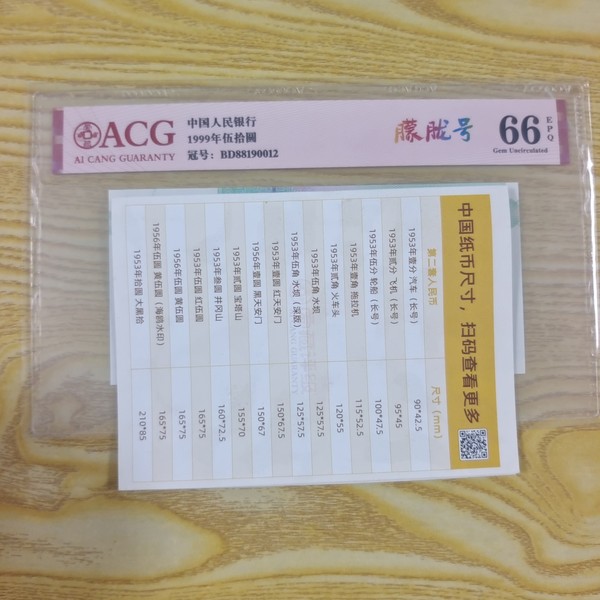 ACG
AI CANG GUARANTY
中国人民银行
1999年伍拾圓
冠号：BD88190012
朦胧号
66 EPQ
Gem Uncirculated
中国纸币尺寸，扫码查看更多
第二套人民币 尺寸（mm）
1953年壹分 汽车（长号） 90*42.5
1953年贰分 飞机（长号） 95*45
1953年伍分 轮船（长号） 100*47.5
1953年壹角 拖拉机 115*52.5
1953年贰角 火车头 120*55
1953年伍角 水坝 125*57.5
1953年伍角 水坝（深版） 125*57.5
1953年壹圆 红天安门 150*67.5
1956年壹圆 黑天安门 150*67
1953年贰圆 宝塔山 155*70
1953年叁圆 井冈山 160*72.5
1953年伍圆 红伍圆 165*75
1956年伍圆 黄伍圆 165*75
1956年伍圆 黄伍圆（海鸥水印） 165*75
1953年拾圆 大黑拾 210*85